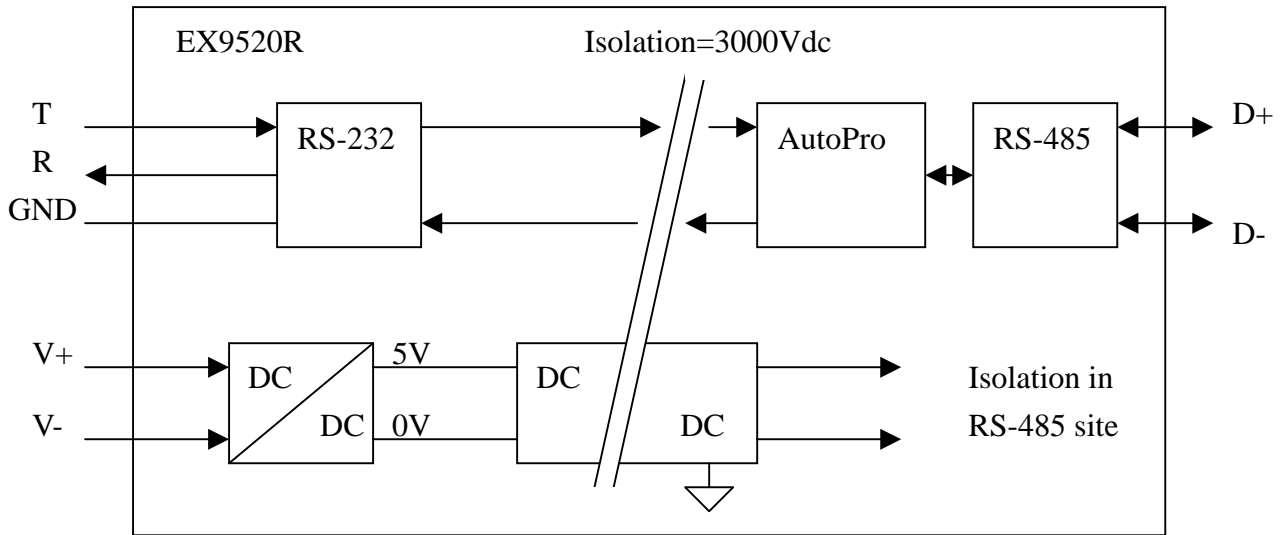 EX9520R
Isolation=3000Vdc
T
R
GND
RS-232
AutoPro
RS-485
D+
D-
V+
V-
DC
DC
5V
0V
DC
DC
Isolation in
RS-485 site